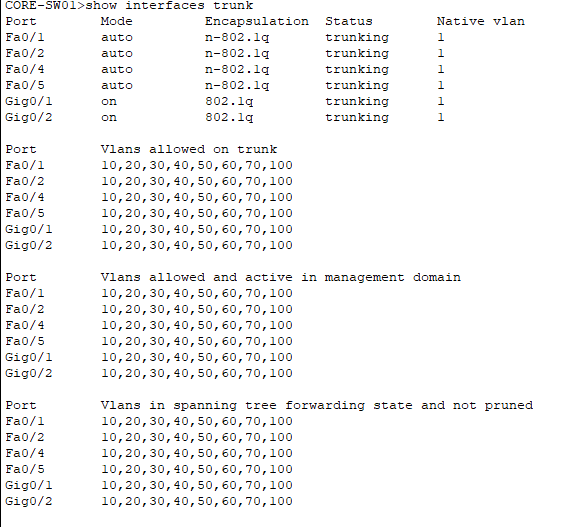 CORE-SW01>show interfaces trunk
Port        Mode         Encapsulation  Status        Native vlan
Fa0/1       auto         n-802.1q       trunking      1
Fa0/2       auto         n-802.1q       trunking      1
Fa0/4       auto         n-802.1q       trunking      1
Fa0/5       auto         n-802.1q       trunking      1
Gig0/1      on           802.1q         trunking      1
Gig0/2      on           802.1q         trunking      1

Port        Vlans allowed on trunk
Fa0/1       10,20,30,40,50,60,70,100
Fa0/2       10,20,30,40,50,60,70,100
Fa0/4       10,20,30,40,50,60,70,100
Fa0/5       10,20,30,40,50,60,70,100
Gig0/1      10,20,30,40,50,60,70,100
Gig0/2      10,20,30,40,50,60,70,100

Port        Vlans allowed and active in management domain
Fa0/1       10,20,30,40,50,60,70,100
Fa0/2       10,20,30,40,50,60,70,100
Fa0/4       10,20,30,40,50,60,70,100
Fa0/5       10,20,30,40,50,60,70,100
Gig0/1      10,20,30,40,50,60,70,100
Gig0/2      10,20,30,40,50,60,70,100

Port        Vlans in spanning tree forwarding state and not pruned
Fa0/1       10,20,30,40,50,60,70,100
Fa0/2       10,20,30,40,50,60,70,100
Fa0/4       10,20,30,40,50,60,70,100
Fa0/5       10,20,30,40,50,60,70,100
Gig0/1      10,20,30,40,50,60,70,100
Gig0/2      10,20,30,40,50,60,70,100